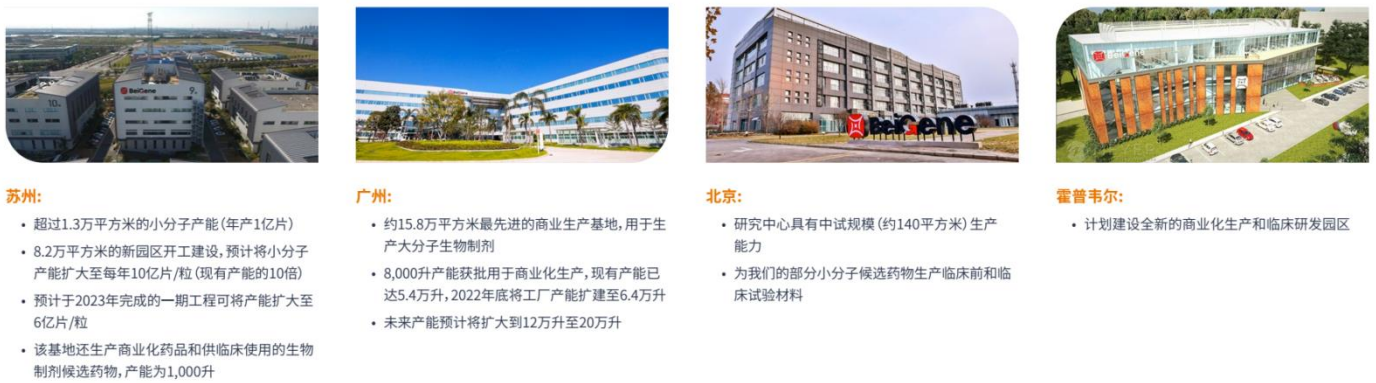 10#
BeiGene
9#
BeiGene
苏州:
• 超过1.3万平方米的小分子产能(年产1亿片)
• 8.2万平方米的新园区开工建设,预计将小分子
产能扩大至每年10亿片/粒(现有产能的10倍)
• 预计于2023年完成的一期工程可将产能扩大至
6亿片/粒
• 该基地还生产商业化药品和供临床使用的生物
制剂候选药物,产能为1,000升
广州:
• 约15.8万平方米最先进的商业生产基地,用于生
产大分子生物制剂
• 8,000升产能获批用于商业化生产,现有产能已
达5.4万升,2022年底将工厂产能扩建至6.4万升
• 未来产能预计将扩大到12万升至20万升
北京:
• 研究中心具有中试规模(约140平方米)生产
能力
• 为我们的部分小分子候选药物生产临床前和临
床试验材料
霍普韦尔:
• 计划建设全新的商业化生产和临床研发园区